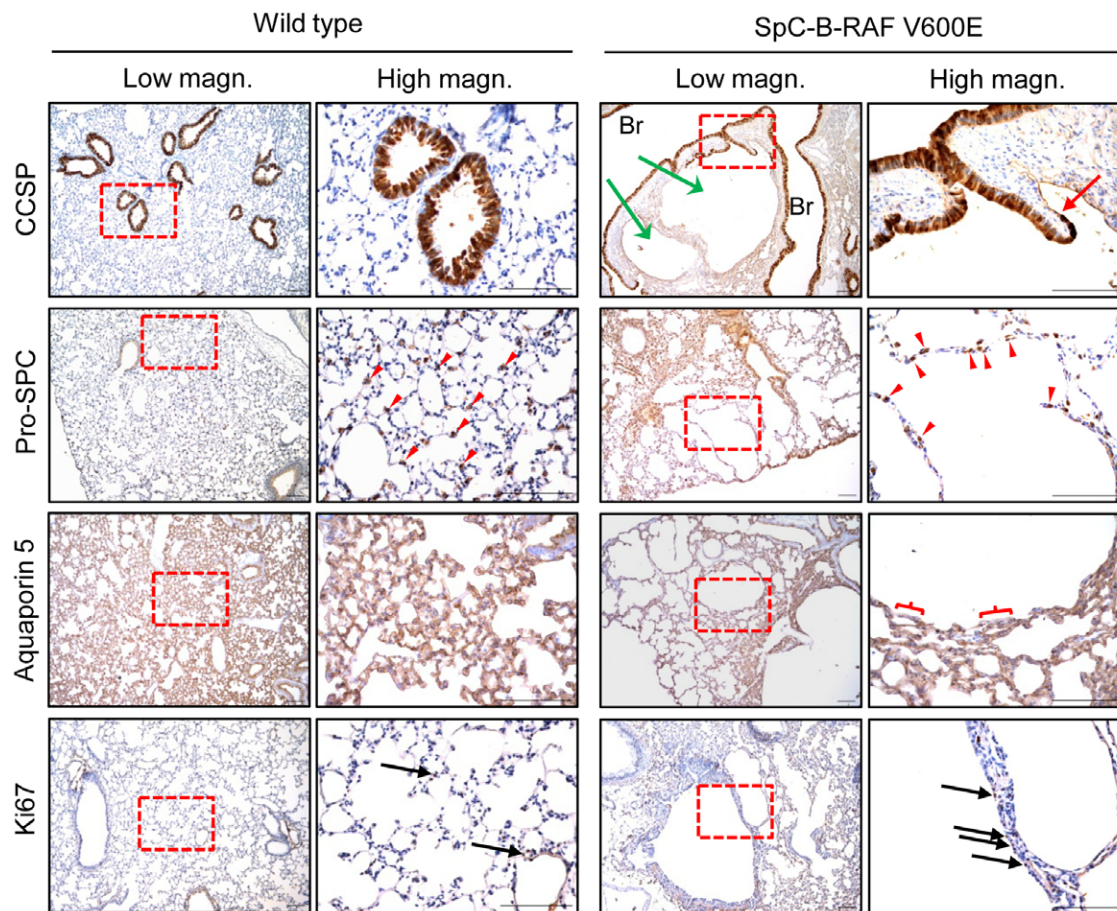 Wild type
SpC-B-RAF V600E
Low magn.
High magn.
Low magn.
High magn.
CCSP
Br
Br
Pro-SPC
Aquaporin 5
Ki67